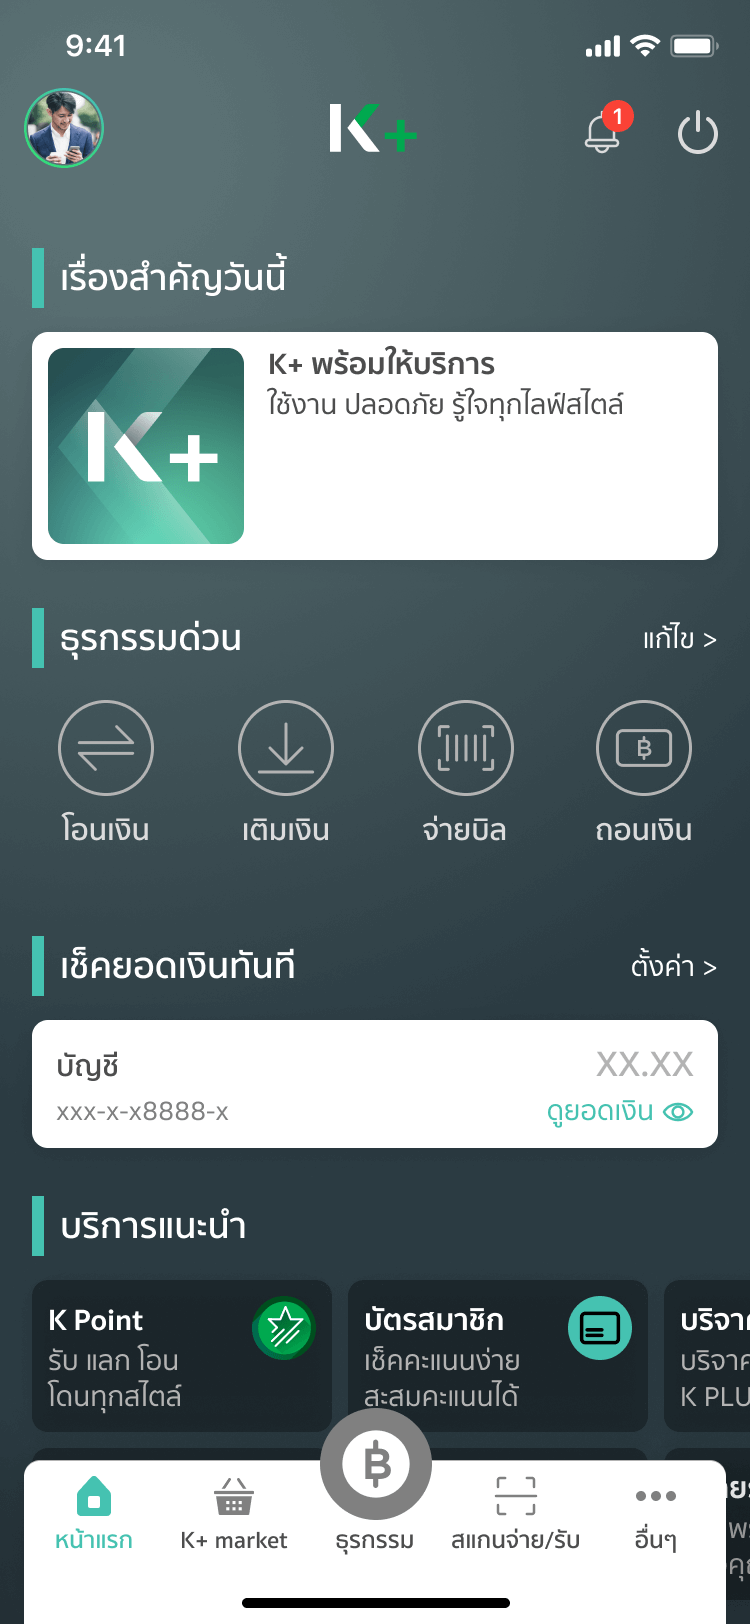 9:41
K+
1
เรื่องสำคัญวันนี้
K+
K+ พร้อมให้บริการ
ใช้งาน ปลอดภัย รู้ใจทุกไลฟ์สไตล์
ธุรกรรมด่วน
แก้ไข >
โอนเงิน
เติมเงิน
จ่ายบิล
ถอนเงิน
เช็คยอดเงินทันที
ตั้งค่า >
บัญชี
XX.XX
xxx-x-x8888-x
ดูยอดเงิน
บริการแนะนำ
K Point
รับ แลก โอน
โดนทุกสไตล์
บัตรสมาชิก
เช็คคะแนนง่าย
สะสมคะแนนได้
บริจาค
บริจาค
K PLU
หน้าแรก
K+ market
ธุรกรรม
สแกนจ่าย/รับ
อื่นๆ